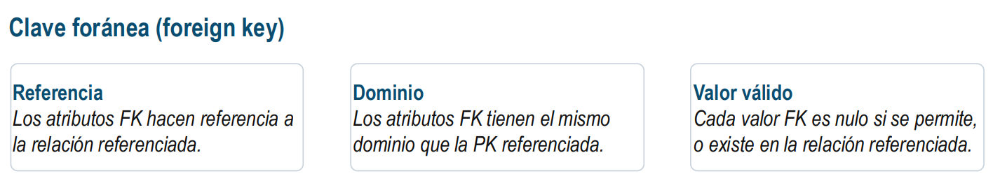 Clave foránea (foreign key)
Referencia
Los atributos FK hacen referencia a
la relación referenciada.
Dominio
Los atributos FK tienen el mismo
dominio que la PK referenciada.
Valor válido
Cada valor FK es nulo si se permite,
o existe en la relación referenciada.